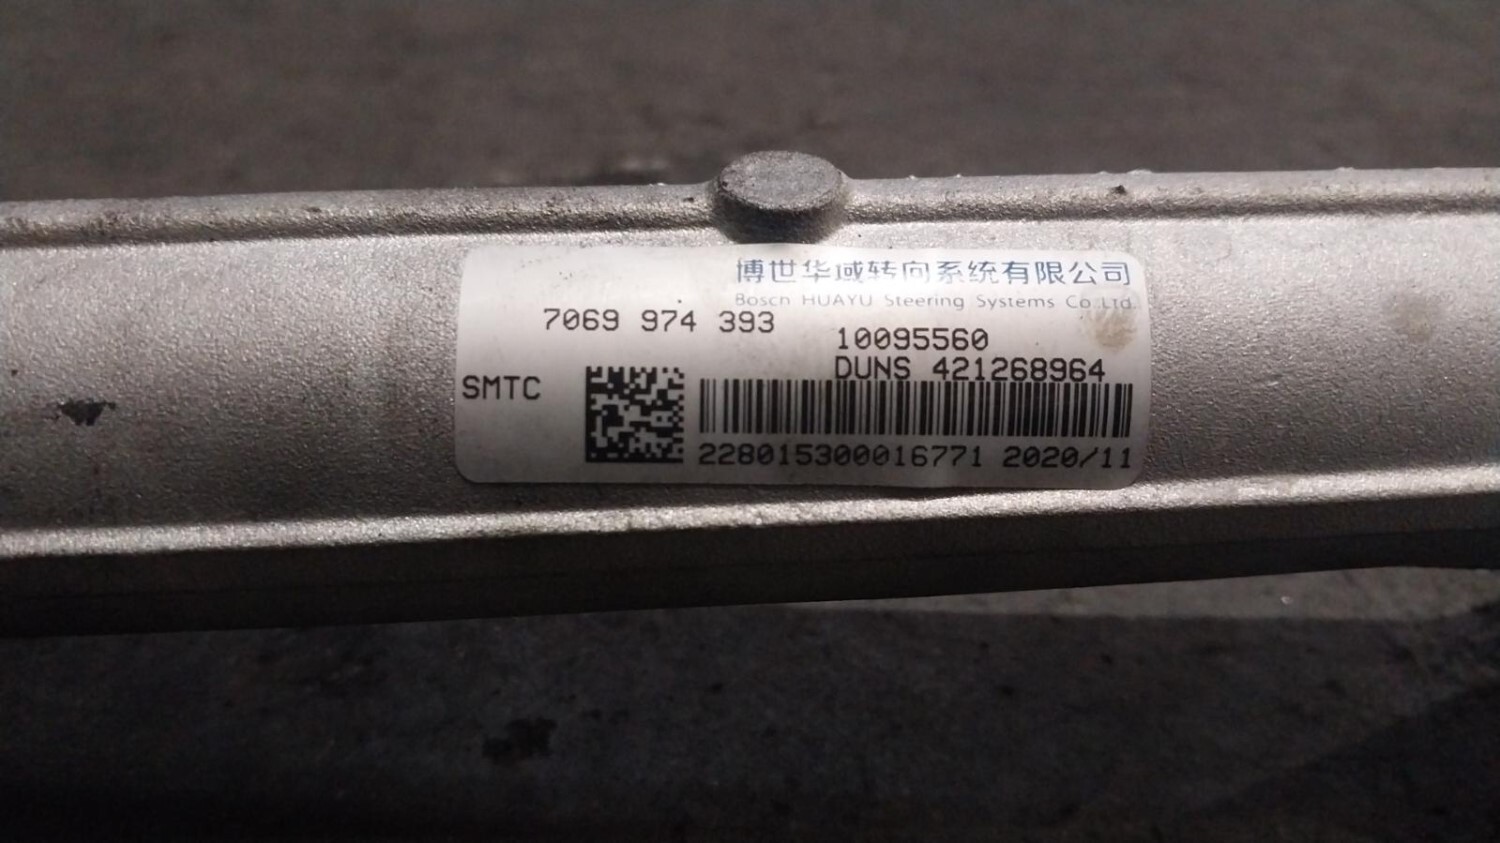 博世华域转向系统有限公司
Bosch HUAYU Steering Systems Co.Ltd.
7069 974 393
10095560
DUNS 421268964
SMTC
228015300016771 2020/11